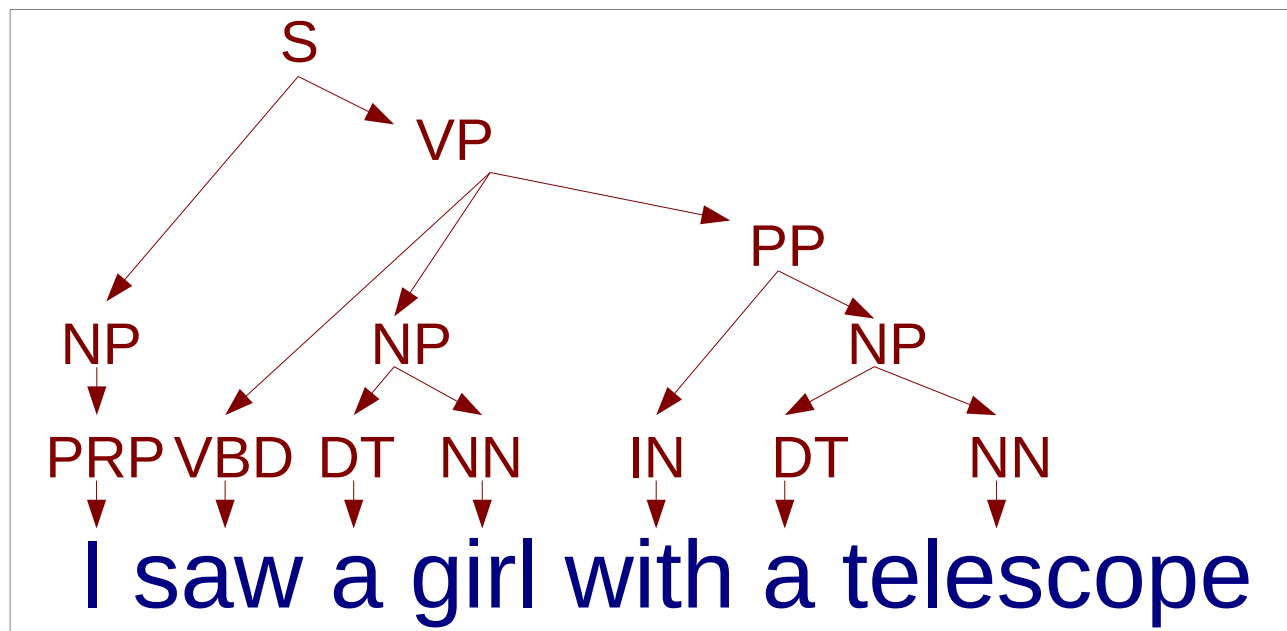 S
VP
PP
NP NP NP
PRP VBD DT NN IN DT NN
I saw a girl with a telescope